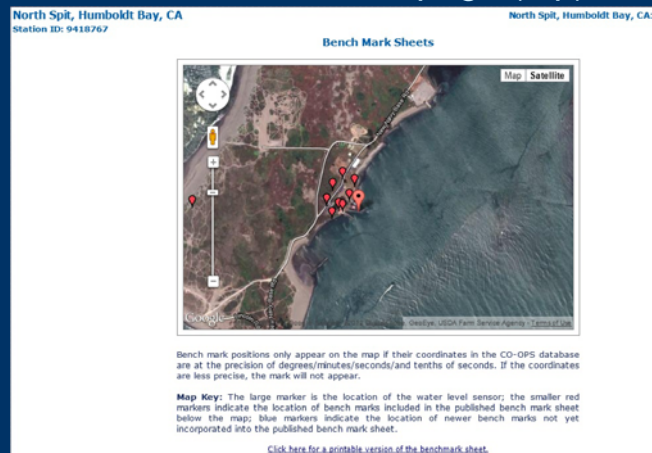 North Spit, Humboldt Bay, CA
North Spit, Humboldt Bay, CA:
Station ID: 9418767
Bench Mark Sheets
Map Satellite
Google
GeoEye, USDA Farm Service Agency - Terms of Use
Bench mark positions only appear on the map if their coordinates in the CO-OPS database
are at the precision of degrees/minutes/seconds/and tenths of seconds. If the coordinates
are less precise, the mark will not appear.
Map Key: The large marker is the location of the water level sensor; the smaller red
markers indicate the location of bench marks included in the published bench mark sheet
below the map; blue markers indicate the location of newer bench marks not yet
incorporated into the published bench mark sheet.
Click here for a printable version of the benchmark sheet.